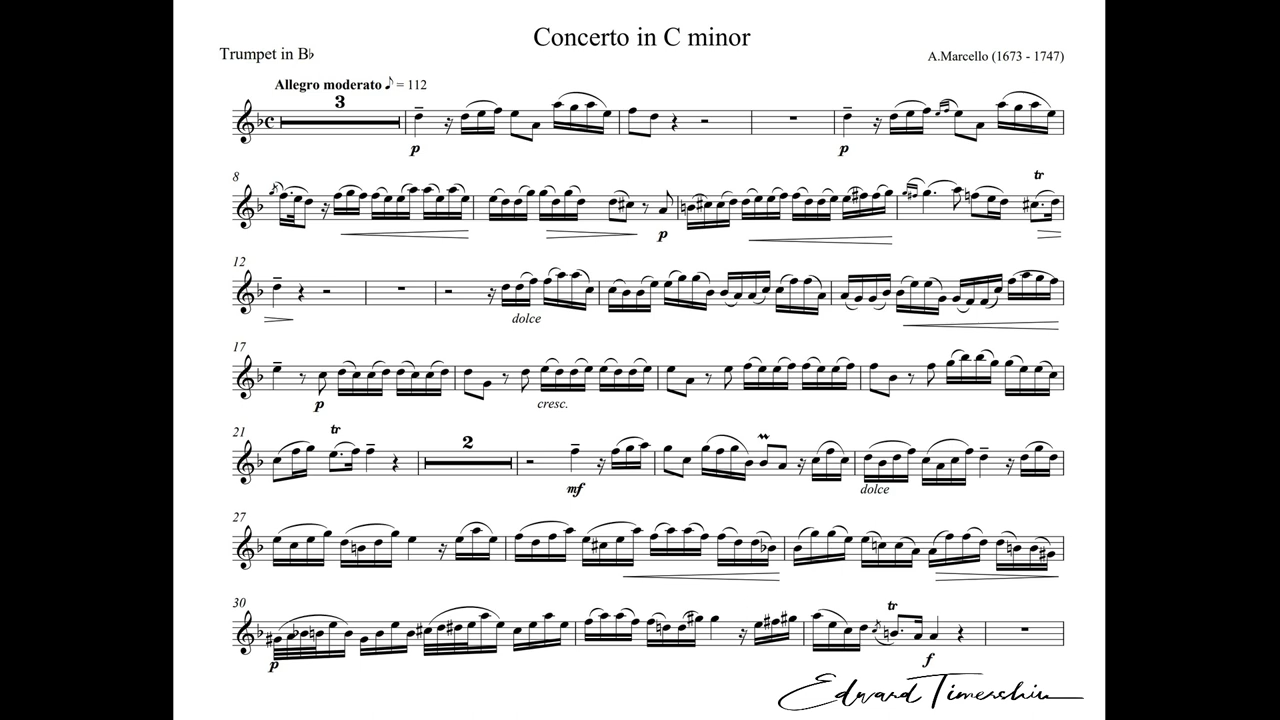 Concerto in C minor
Trumpet in B♭
A.Marcello (1673 - 1747)
Allegro moderato ♪ = 112
3
p
p
8
tr
p
12
dolce
17
p
cresc.
21
tr
2
mf
dolce
27
30
tr
p
f
Edward Timershin